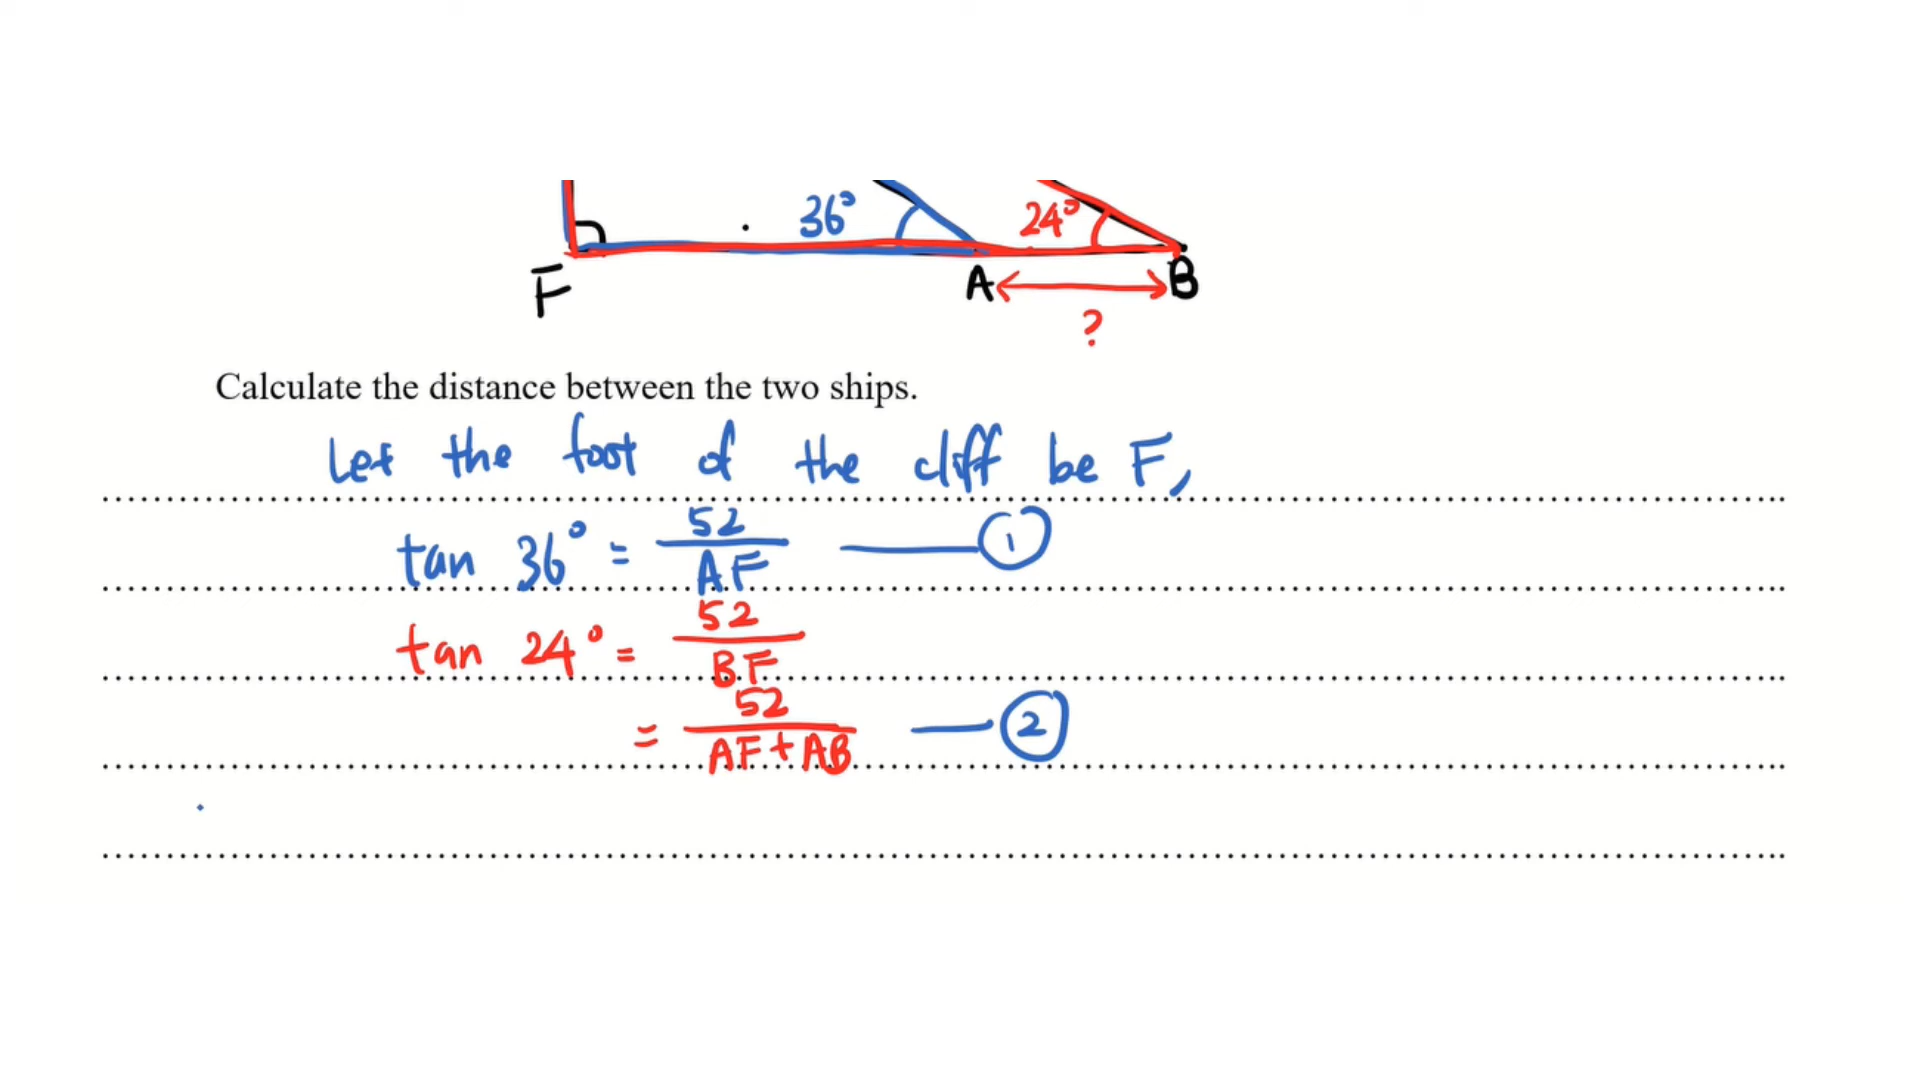 36° 24°
F A B
?
Calculate the distance between the two ships.
Let the foot of the cliff be F,
tan 36° = 52/AF —— ①
tan 24° = 52/BF
= 52/(AF+AB) —— ②